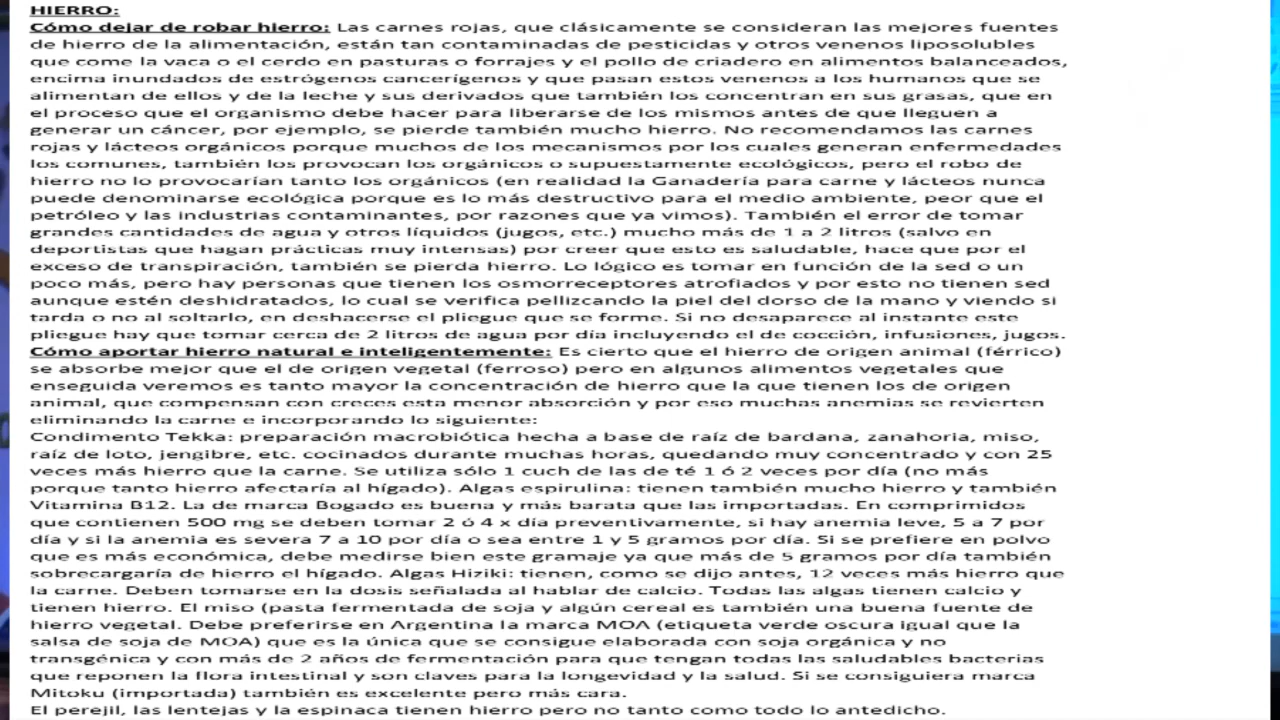 HIERRO:
Cómo dejar de robar hierro: Las carnes rojas, que clásicamente se consideran las mejores fuentes
de hierro de la alimentación, están tan contaminadas de pesticidas y otros venenos liposolubles
que come la vaca o el cerdo en pasturas o forrajes y el pollo de criadero en alimentos balanceados,
encima inundados de estrógenos cancerígenos y que pasan estos venenos a los humanos que se
alimentan de ellos y de la leche y sus derivados que también los concentran en sus grasas, que en
el proceso que el organismo debe hacer para liberarse de los mismos antes de que lleguen a
generar un cáncer, por ejemplo, se pierde también mucho hierro. No recomendamos las carnes
rojas y lácteos orgánicos porque muchos de los mecanismos por los cuales generan enfermedades
los comunes, también los provocan los orgánicos o supuestamente ecológicos, pero el robo de
hierro no lo provocarían tanto los orgánicos (en realidad la Ganadería para carne y lácteos nunca
puede denominarse ecológica porque es lo más destructivo para el medio ambiente, peor que el
petróleo y las industrias contaminantes, por razones que ya vimos). También el error de tomar
grandes cantidades de agua y otros líquidos (jugos, etc.) mucho más de 1 a 2 litros (salvo en
deportistas que hagan prácticas muy intensas) por creer que esto es saludable, hace que por el
exceso de transpiración, también se pierda hierro. Lo lógico es tomar en función de la sed o un
poco más, pero hay personas que tienen los osmorreceptores atrofiados y por esto no tienen sed
aunque estén deshidratados, lo cual se verifica pellizcando la piel del dorso de la mano y viendo si
tarda o no al soltarlo, en deshacerse el pliegue que se forme. Si no desaparece al instante este
pliegue hay que tomar cerca de 2 litros de agua por día incluyendo el de cocción, infusiones, jugos.
Cómo aportar hierro natural e inteligentemente: Es cierto que el hierro de origen animal (férrico)
se absorbe mejor que el de origen vegetal (ferroso) pero en algunos alimentos vegetales que
enseguida veremos es tanto mayor la concentración de hierro que la que tienen los de origen
animal, que compensan con creces esta menor absorción y por eso muchas anemias se revierten
eliminando la carne e incorporando lo siguiente:
Condimento Tekka: preparación macrobiótica hecha a base de raíz de bardana, zanahoria, miso,
raíz de loto, jengibre, etc. cocinados durante muchas horas, quedando muy concentrado y con 25
veces más hierro que la carne. Se utiliza sólo 1 cuch de las de té 1 ó 2 veces por día (no más
porque tanto hierro afectaría al hígado). Algas espirulina: tienen también mucho hierro y también
Vitamina B12. La de marca Bogado es buena y más barata que las importadas. En comprimidos
que contienen 500 mg se deben tomar 2 ó 4 x día preventivamente, si hay anemia leve, 5 a 7 por
día y si la anemia es severa 7 a 10 por día o sea entre 1 y 5 gramos por día. Si se prefiere en polvo
que es más económica, debe medirse bien este gramaje ya que más de 5 gramos por día también
sobrecargaría de hierro el hígado. Algas Hiziki: tienen, como se dijo antes, 12 veces más hierro que
la carne. Deben tomarse en la dosis señalada al hablar de calcio. Todas las algas tienen calcio y
tienen hierro. El miso (pasta fermentada de soja y algún cereal es también una buena fuente de
hierro vegetal. Debe preferirse en Argentina la marca MOA (etiqueta verde oscura igual que la
salsa de soja de MOA) que es la única que se consigue elaborada con soja orgánica y no
transgénica y con más de 2 años de fermentación para que tengan todas las saludables bacterias
que reponen la flora intestinal y son claves para la longevidad y la salud. Si se consiguiera marca
Mitoku (importada) también es excelente pero más cara.
El perejil, las lentejas y la espinaca tienen hierro pero no tanto como todo lo antedicho.